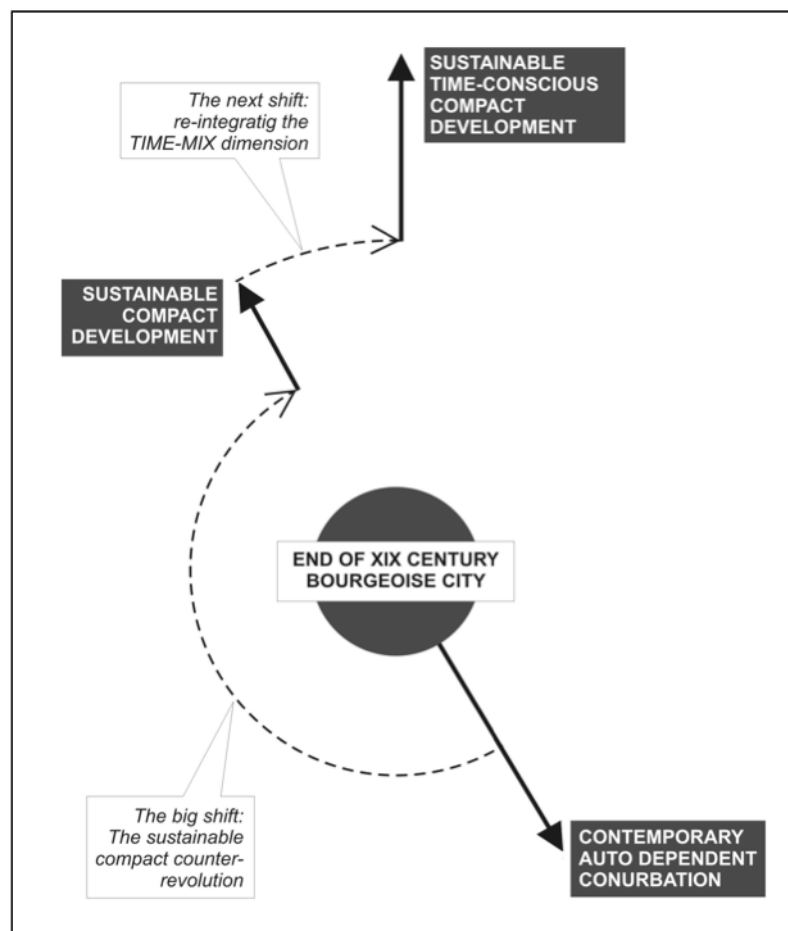 SUSTAINABLE
TIME-CONSCIOUS
COMPACT
DEVELOPMENT
The next shift:
re-integratig the
TIME-MIX dimension
SUSTAINABLE
COMPACT
DEVELOPMENT
END OF XIX CENTURY
BOURGEOISE CITY
The big shift:
The sustainable
compact counter-
revolution
CONTEMPORARY
AUTO DEPENDENT
CONURBATION